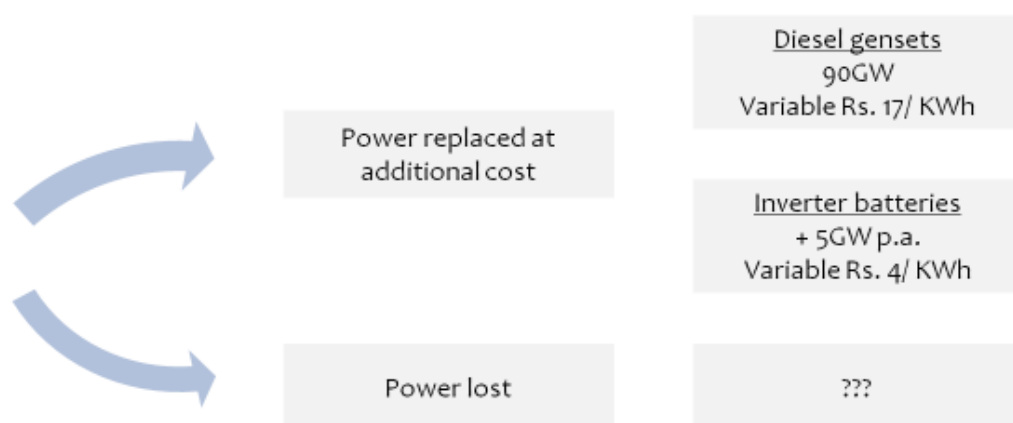 Diesel gensets
90GW
Variable Rs. 17/ KWh
Power replaced at
additional cost
Inverter batteries
+ 5GW p.a.
Variable Rs. 4/ KWh
Power lost
???